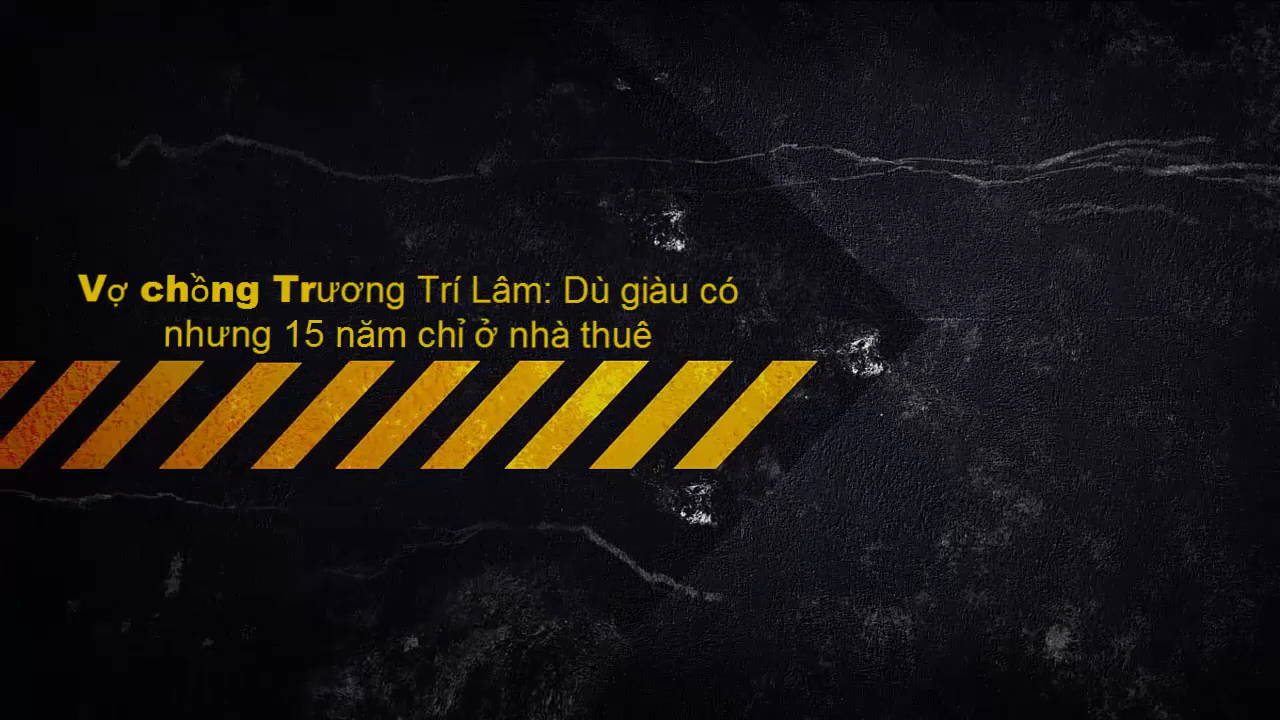 Vợ chồng Trương Trí Lâm: Dù giàu có
nhưng 15 năm chỉ ở nhà thuê